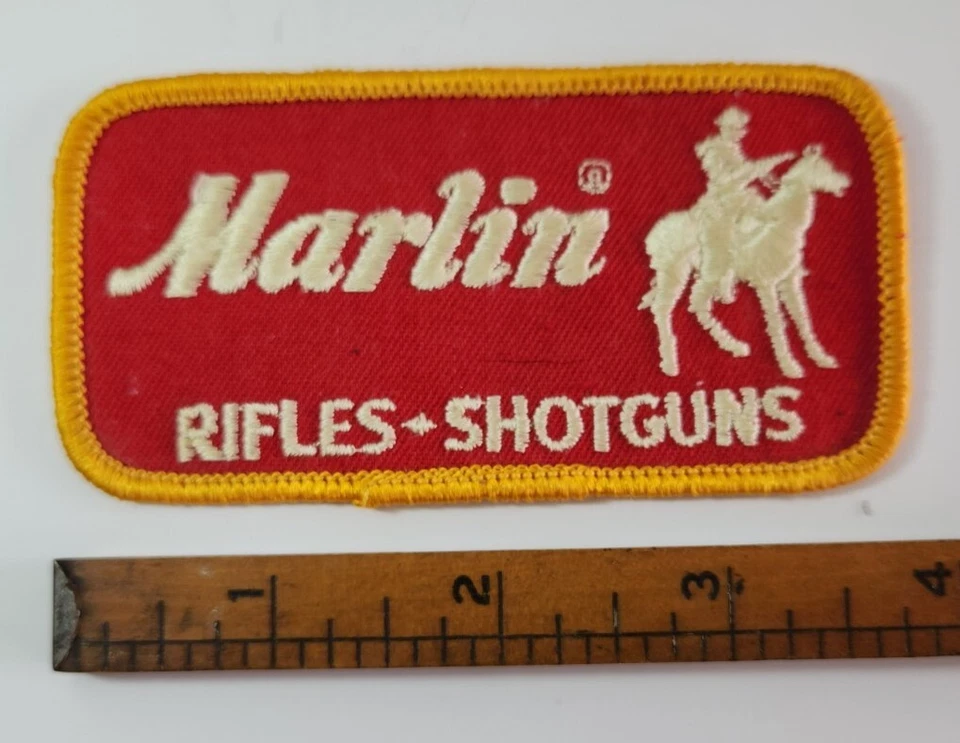 Marlin®
RIFLES + SHOTGUNS
1 2 3 4